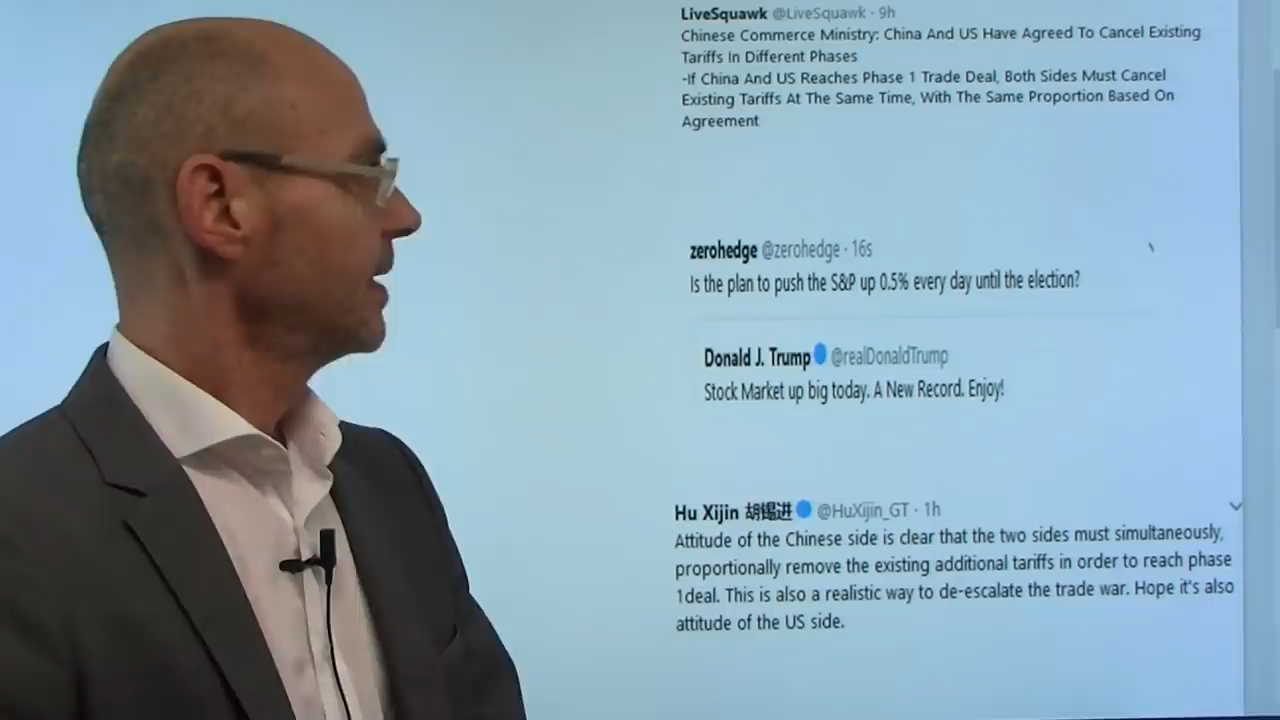 LiveSquawk @LiveSquawk · 9h
Chinese Commerce Ministry: China And US Have Agreed To Cancel Existing
Tariffs In Different Phases
-If China And US Reaches Phase 1 Trade Deal, Both Sides Must Cancel
Existing Tariffs At The Same Time, With The Same Proportion Based On
Agreement
zerohedge @zerohedge · 16s
Is the plan to push the S&P up 0.5% every day until the election?
Donald J. Trump @realDonaldTrump
Stock Market up big today. A New Record. Enjoy!
Hu Xijin 胡锡进 @HuXijin_GT · 1h
Attitude of the Chinese side is clear that the two sides must simultaneously,
proportionally remove the existing additional tariffs in order to reach phase
1deal. This is also a realistic way to de-escalate the trade war. Hope it's also
attitude of the US side.